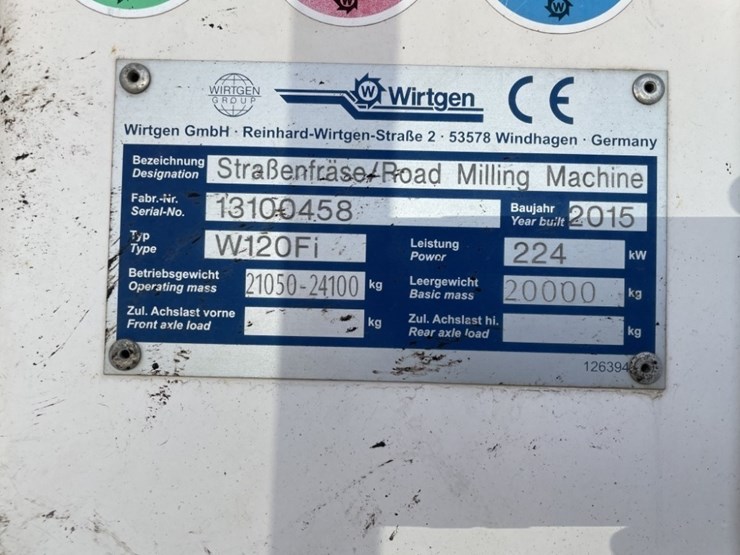 WIRTGEN
GROUP
W Wirtgen CE
Wirtgen GmbH · Reinhard-Wirtgen-Straße 2 · 53578 Windhagen · Germany
Bezeichnung Straßenfräse/Road Milling Machine
Designation
Fabr.-Nr. 13100458 Baujahr 2015
Serial-No. Year built
Typ W120Fi Leistung 224 kW
Type Power
Betriebsgewicht 21050-24100 kg Leergewicht 20000 kg
Operating mass Basic mass
Zul. Achslast vorne kg Zul. Achslast hi. kg
Front axle load Rear axle load